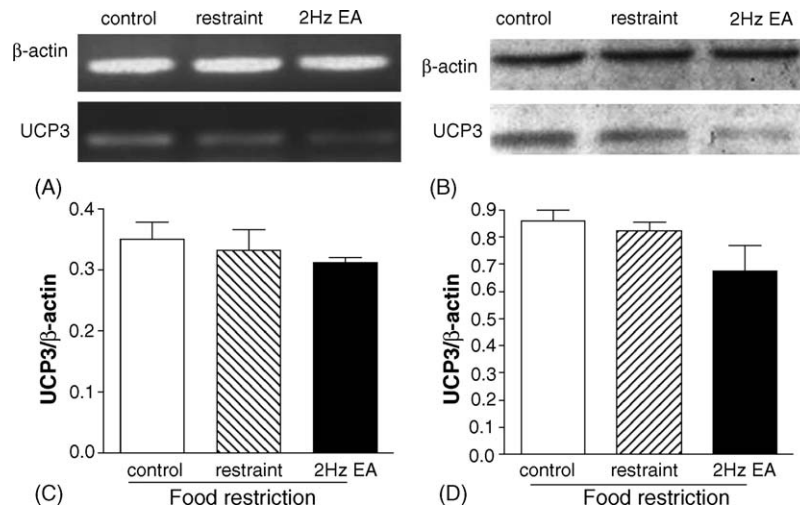 control restraint 2Hz EA
β-actin
UCP3
(A)
control restraint 2Hz EA
β-actin
UCP3
(B)
UCP3/β-actin
0.4
0.3
0.2
0.1
0.0
control restraint 2Hz EA
Food restriction
(C)
UCP3/β-actin
0.9
0.8
0.7
0.6
0.5
0.4
0.3
0.2
0.1
0.0
control restraint 2Hz EA
Food restriction
(D)